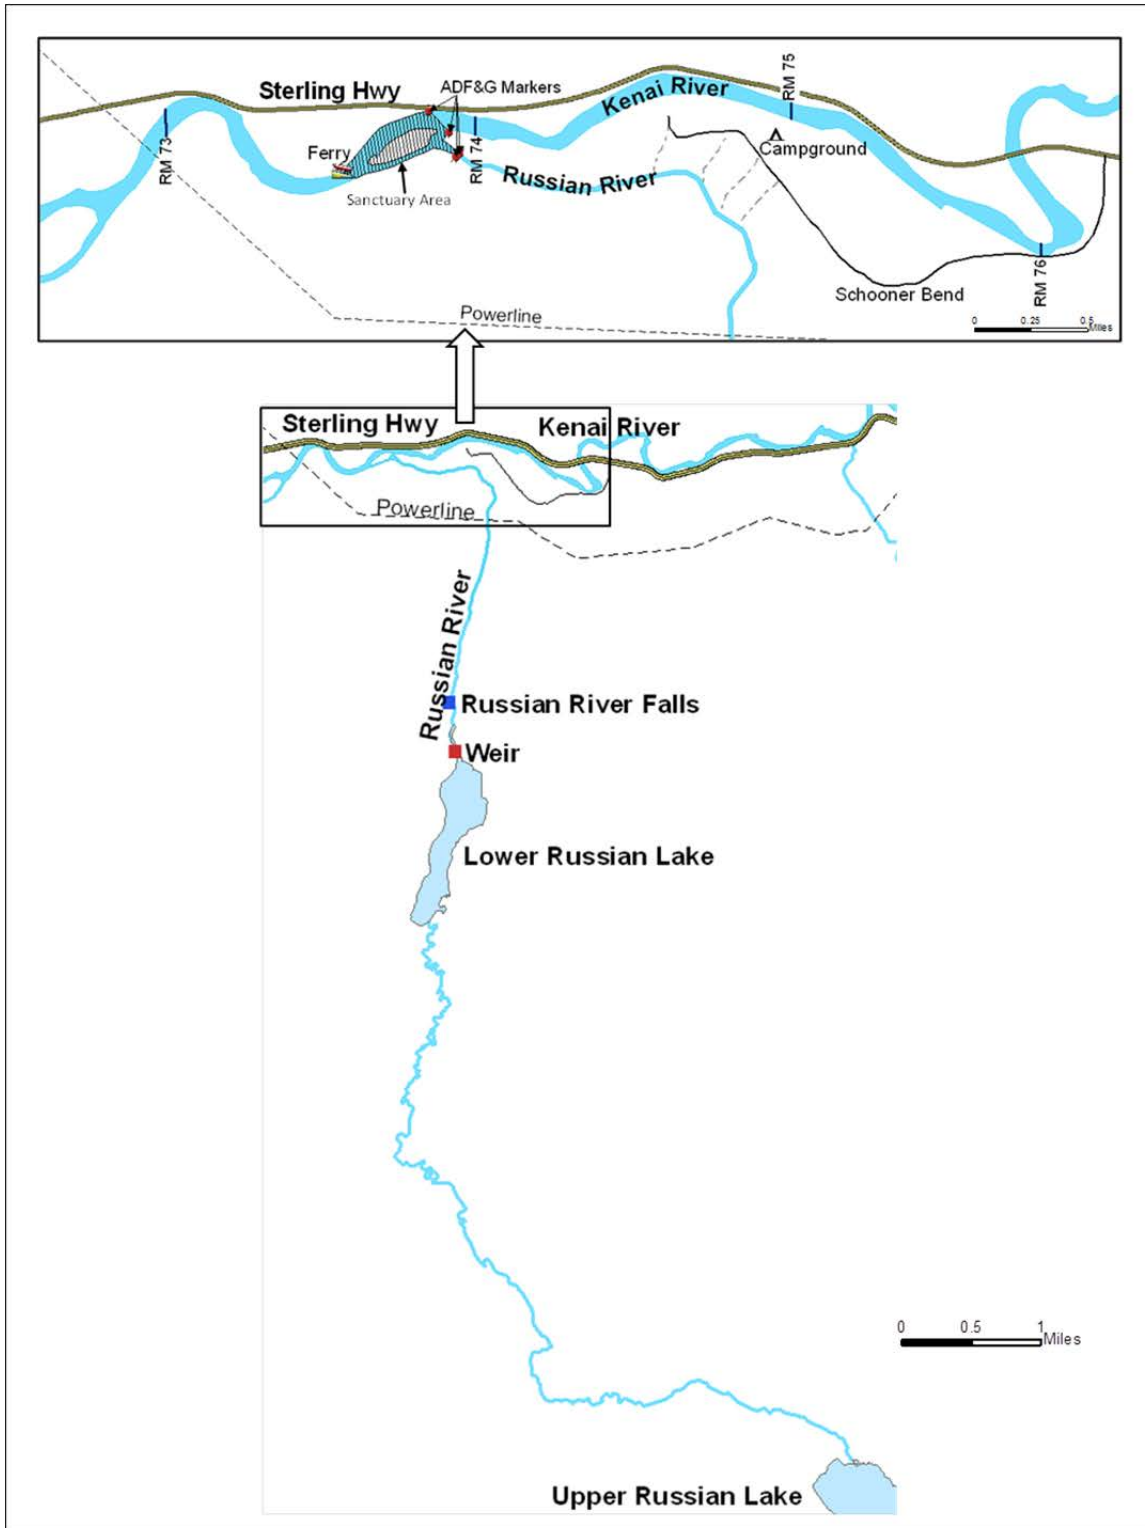 Sterling Hwy
ADF&G Markers
Kenai River
RM 75
RM 73
Ferry
RM 74
Campground
Russian River
Sanctuary Area
RM 76
Schooner Bend
Powerline
0 0.25 0.5
Miles
Sterling Hwy
Kenai River
Powerline
Russian River
Russian River Falls
Weir
Lower Russian Lake
0 0.5 1
Miles
Upper Russian Lake